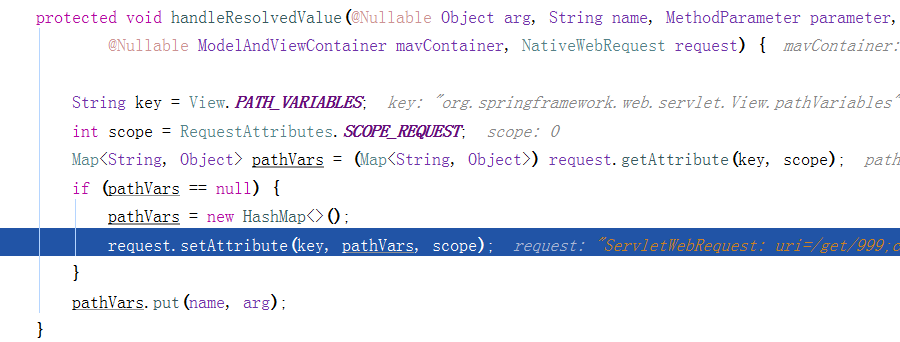 protected void handleResolvedValue(@Nullable Object arg, String name, MethodParameter parameter,
@Nullable ModelAndViewContainer mavContainer, NativeWebRequest request) { mavContainer:
String key = View.PATH_VARIABLES; key: "org.springframework.web.servlet.View.pathVariables"
int scope = RequestAttributes.SCOPE_REQUEST; scope: 0
Map<String, Object> pathVars = (Map<String, Object>) request.getAttribute(key, scope); path
if (pathVars == null) {
pathVars = new HashMap<>();
request.setAttribute(key, pathVars, scope); request: "ServletWebRequest: uri=/get/999;c
}
pathVars.put(name, arg);
}